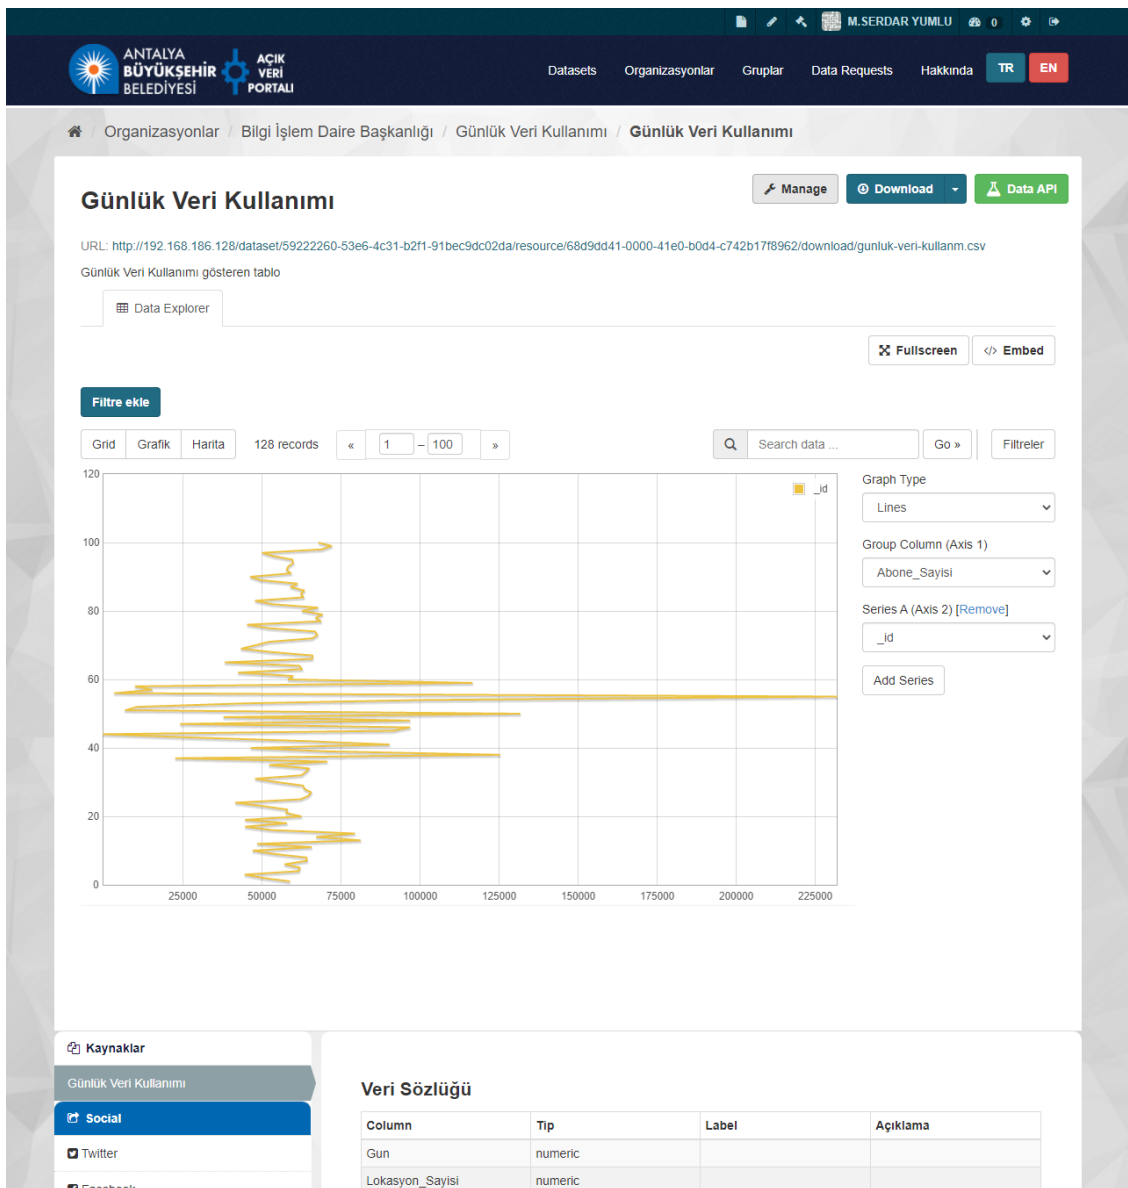 M.SERDAR YUMLU 0
ANTALYA
BÜYÜKŞEHİR
BELEDİYESİ
AÇIK
VERİ
PORTALI
Datasets Organizasyonlar Gruplar Data Requests Hakkında TR EN
/ Organizasyonlar / Bilgi İşlem Daire Başkanlığı / Günlük Veri Kullanımı / Günlük Veri Kullanımı
Manage Download Data API
Günlük Veri Kullanımı
URL: http://192.168.186.128/dataset/59222260-53e6-4c31-b2f1-91bec9dc02da/resource/68d9dd41-0000-41e0-b0d4-c742b17f8962/download/gunluk-veri-kullanm.csv
Günlük Veri Kullanımı gösteren tablo
Data Explorer
Fullscreen </> Embed
Filtre ekle
Grid Grafik Harita 128 records « 1 – 100 » Search data ... Go » Filtreler
120
100
80
60
40
20
0
25000 50000 75000 100000 125000 150000 175000 200000 225000
_id
Graph Type
Lines
Group Column (Axis 1)
Abone_Sayisi
Series A (Axis 2) [Remove]
_id
Add Series
Kaynaklar
Günlük Veri Kullanımı
Social
Twitter
Facebook
Veri Sözlüğü
Column Tip Label Açıklama
Gun numeric
Lokasyon_Sayisi numeric